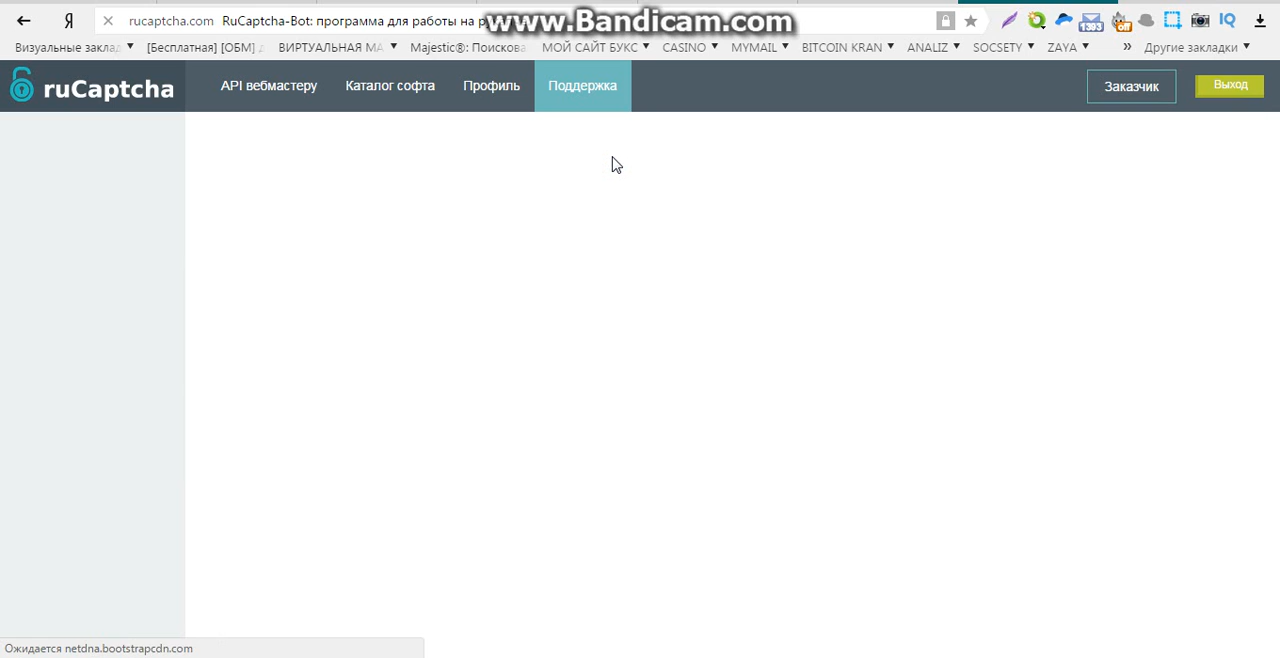 www.Bandicam.com
rucaptcha.com RuCaptcha-Bot: программа для работы на
Визуальные заклад [Бесплатная] [ОБМ] ВИРТУАЛЬНАЯ МА Majestic®: Поискова МОЙ САЙТ БУКС CASINO MYMAIL BITCOIN KRAN ANALIZ SOCSETY ZAYA » Другие закладки
ruCaptcha API вебмастеру Каталог софта Профиль Поддержка Заказчик Выход
Ожидается netdna.bootstrapcdn.com